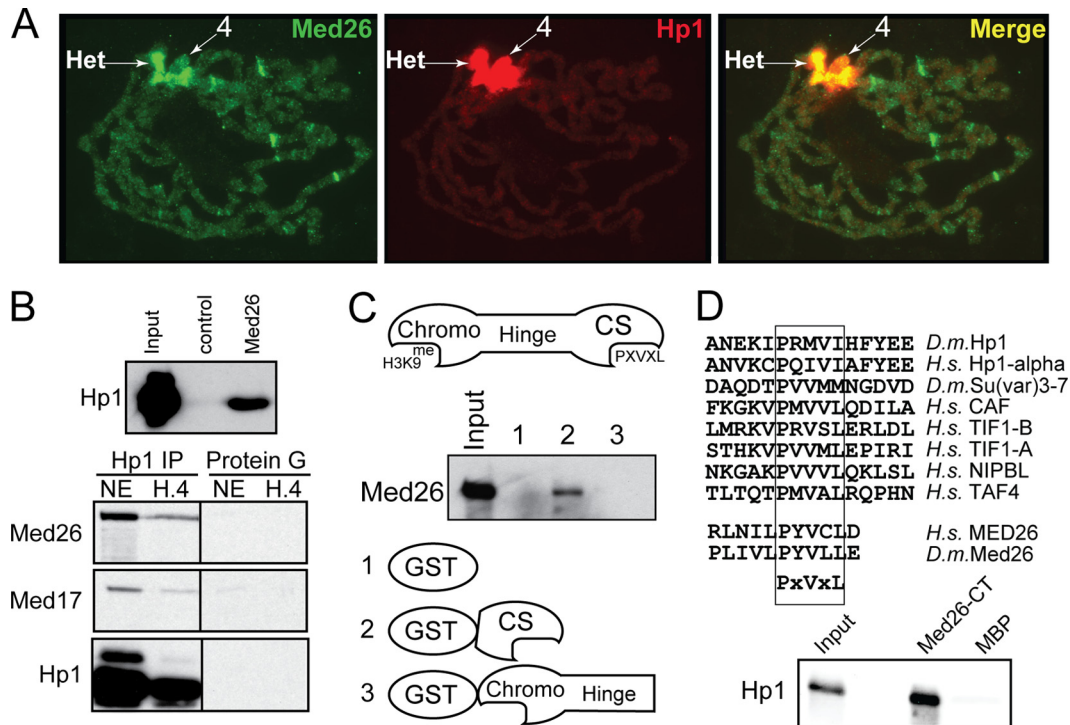 A
Med26
4
Het
Hp1
4
Het
Merge
4
Het
B
Input
control
Med26
Hp1
Hp1 IP Protein G
NE H.4 NE H.4
Med26
Med17
Hp1
C
Chromo Hinge CS
H3K9me PXVXL
Input 1 2 3
Med26
1 GST
2 GST CS
3 GST Chromo Hinge
D
ANEKIPRMVIHFYEE D.m.Hp1
ANVKCPQIVIAFYEE H.s. Hp1-alpha
DAQDTPVVMMNGDVD D.m.Su(var)3-7
FKGKVPMVVLQDILA H.s. CAF
LMRKVPRVSLERLDL H.s. TIF1-B
STHKVPVVMLEPIRI H.s. TIF1-A
NKGAKPVVVLQKLSL H.s. NIPBL
TLTQTPMVALRQPHN H.s. TAF4
RLNILPYVCLD H.s. MED26
PLIVLPYVLLE D.m.Med26
PxVxL
Input
Med26-CT
MBP
Hp1